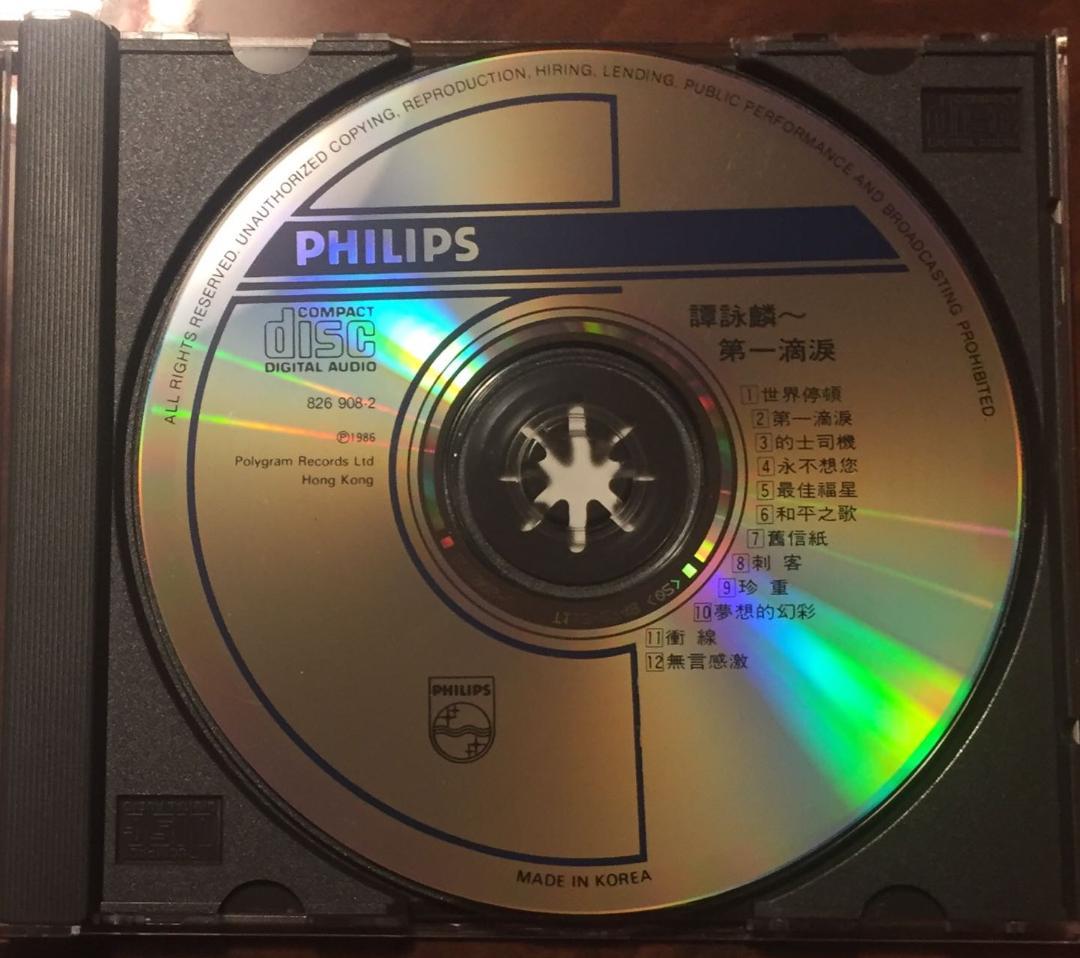 ALL RIGHTS RESERVED. UNAUTHORIZED COPYING, REPRODUCTION, HIRING, LENDING, PUBLIC PERFORMANCE AND BROADCASTING PROHIBITED.
PHILIPS
COMPACT
disc
DIGITAL AUDIO
826 908-2
℗1986
Polygram Records Ltd
Hong Kong
譚詠麟~
第一滴淚
1 世界停頓
2 第一滴淚
3 的士司機
4 永不想您
5 最佳福星
6 和平之歌
7 舊信紙
8 刺 客
9 珍 重
10 夢想的幻彩
11 衝 線
12 無言感激
PHILIPS
MADE IN KOREA